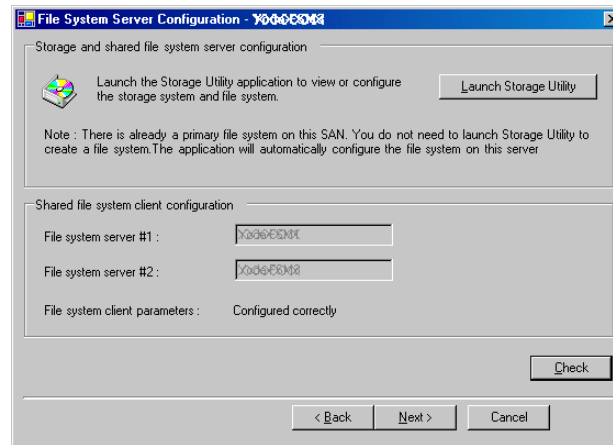 File System Server Configuration -
Storage and shared file system server configuration
Launch the Storage Utility application to view or configure
the storage system and file system.
Launch Storage Utility
Note : There is already a primary file system on this SAN. You do not need to launch Storage Utility to
create a file system.The application will automatically configure the file system on this server
Shared file system client configuration
File system server #1 :
File system server #2 :
File system client parameters : Configured correctly
Check
< Back Next > Cancel